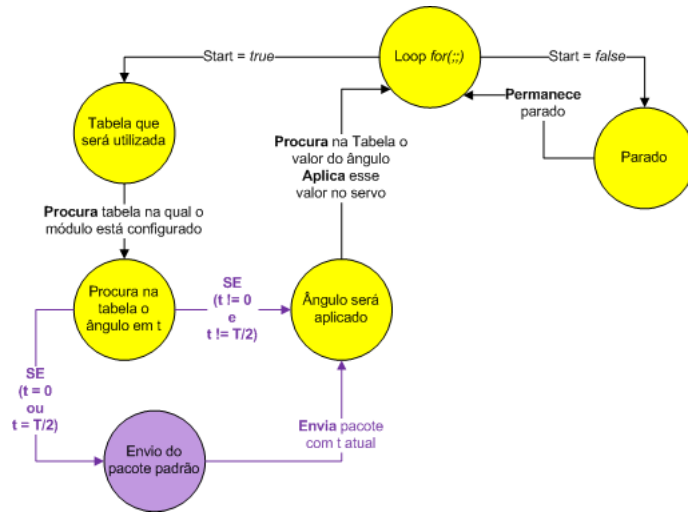 Start = true
Loop for(;;)
Start = false
Tabela que
será utilizada
Procura na Tabela o
valor do ângulo
Aplica esse
valor no servo
Permanece
parado
Parado
Procura tabela na qual o
módulo está configurado
Procura na
tabela o
ângulo em t
SE
(t != 0
e
t != T/2)
Ângulo será
aplicado
SE
(t = 0
ou
t = T/2)
Envio do
pacote padrão
Envia pacote
com t atual